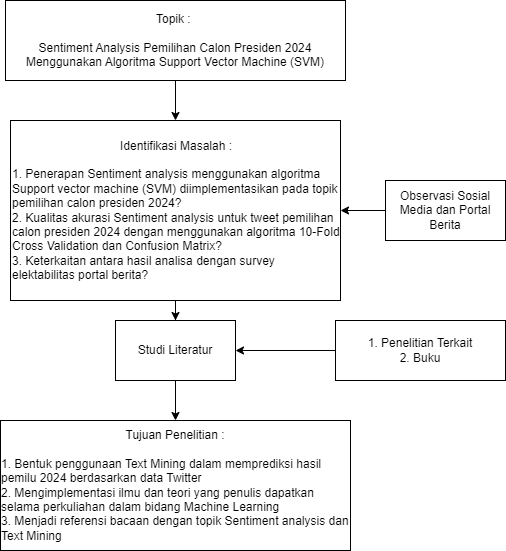 Topik :
Sentiment Analysis Pemilihan Calon Presiden 2024
Menggunakan Algoritma Support Vector Machine (SVM)
Identifikasi Masalah :
1. Penerapan Sentiment analysis menggunakan algoritma
Support vector machine (SVM) diimplementasikan pada topik
pemilihan calon presiden 2024?
2. Kualitas akurasi Sentiment analysis untuk tweet pemilihan
calon presiden 2024 dengan menggunakan algoritma 10-Fold
Cross Validation dan Confusion Matrix?
3. Keterkaitan antara hasil analisa dengan survey
elektabilitas portal berita?
Observasi Sosial
Media dan Portal
Berita
Studi Literatur
1. Penelitian Terkait
2. Buku
Tujuan Penelitian :
1. Bentuk penggunaan Text Mining dalam memprediksi hasil
pemilu 2024 berdasarkan data Twitter
2. Mengimplementasi ilmu dan teori yang penulis dapatkan
selama perkuliahan dalam bidang Machine Learning
3. Menjadi referensi bacaan dengan topik Sentiment analysis dan
Text Mining